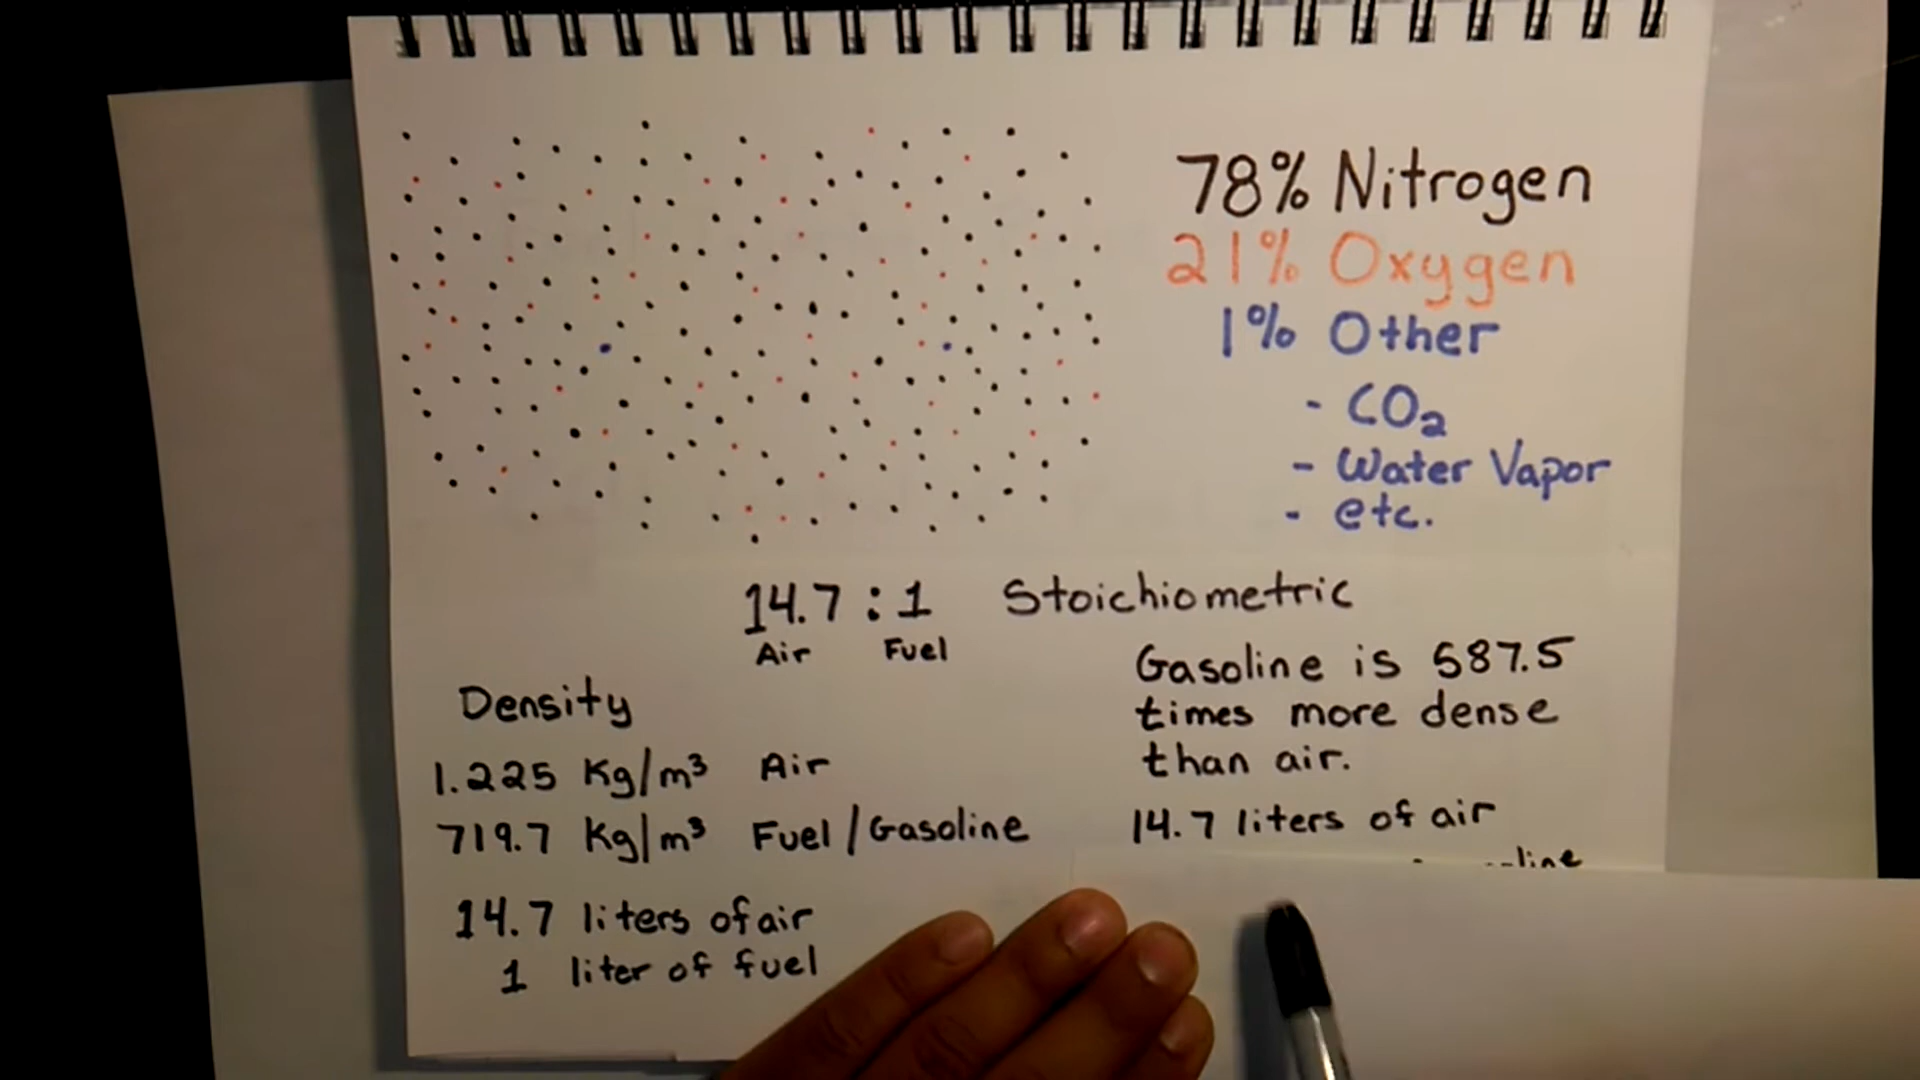 78% Nitrogen
21% Oxygen
1% Other
- CO₂
- Water Vapor
- etc.
14.7 : 1 Stoichiometric
Air Fuel
Density
1.225 Kg/m³ Air
719.7 Kg/m³ Fuel/Gasoline
14.7 liters of air
1 liter of fuel
Gasoline is 587.5
times more dense
than air.
14.7 liters of air